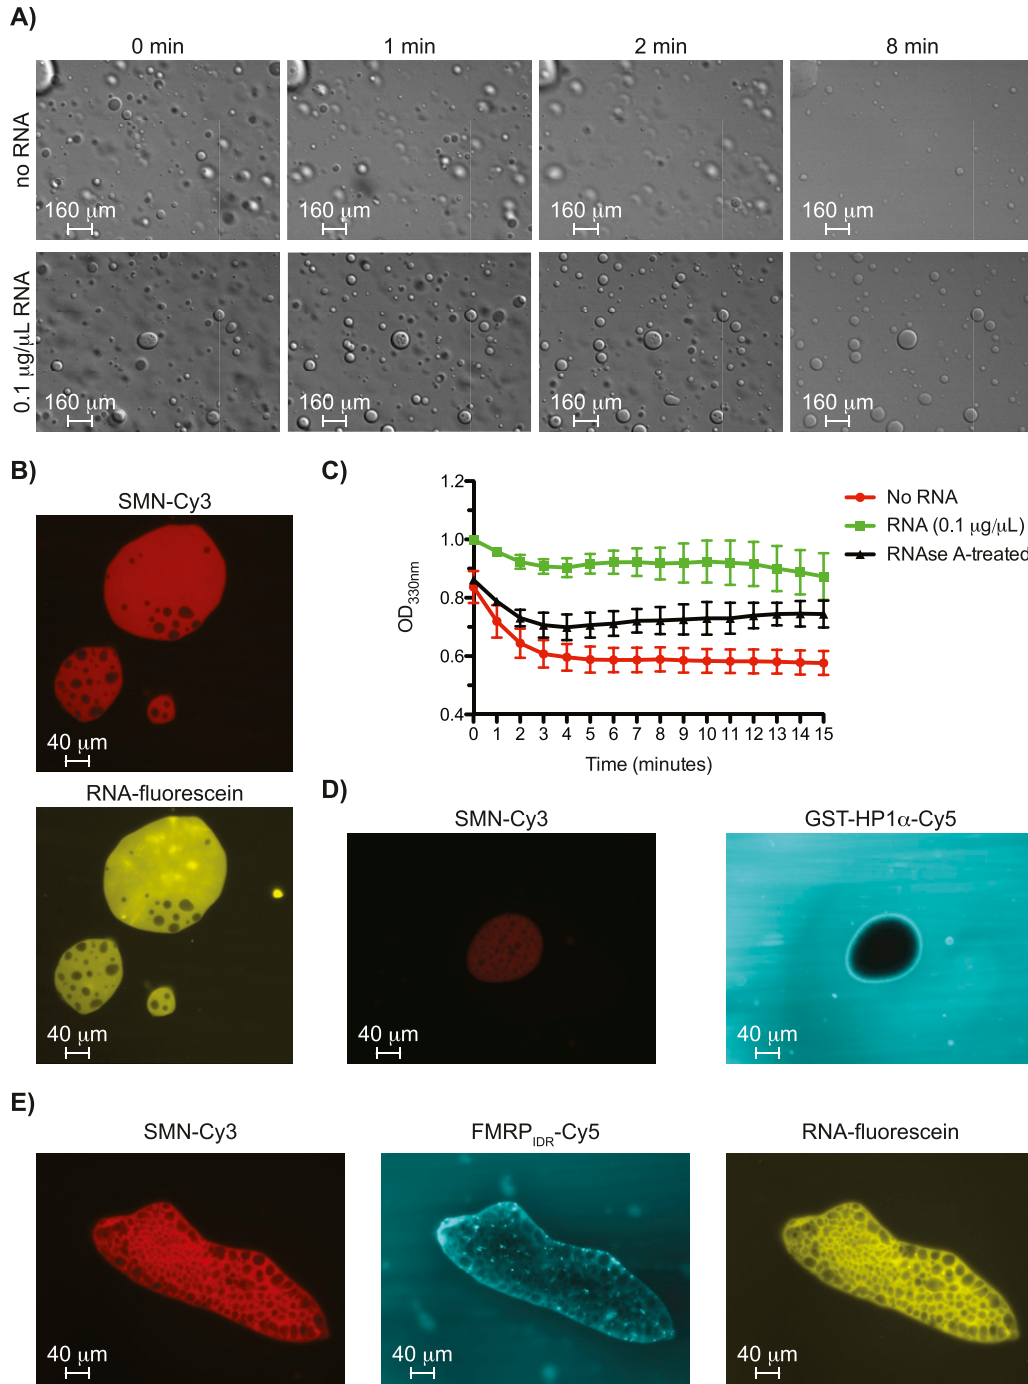 A)
0 min
1 min
2 min
8 min
no RNA
160 μm
160 μm
160 μm
160 μm
0.1 μg/μL RNA
160 μm
160 μm
160 μm
160 μm
B)
SMN-Cy3
40 μm
RNA-fluorescein
40 μm
C)
1.2
1.0
0.8
0.6
0.4
OD330nm
0 1 2 3 4 5 6 7 8 9 10 11 12 13 14 15
Time (minutes)
No RNA
RNA (0.1 μg/μL)
RNAse A-treated
D)
SMN-Cy3
40 μm
GST-HP1α-Cy5
40 μm
E)
SMN-Cy3
40 μm
FMRPIDR-Cy5
40 μm
RNA-fluorescein
40 μm